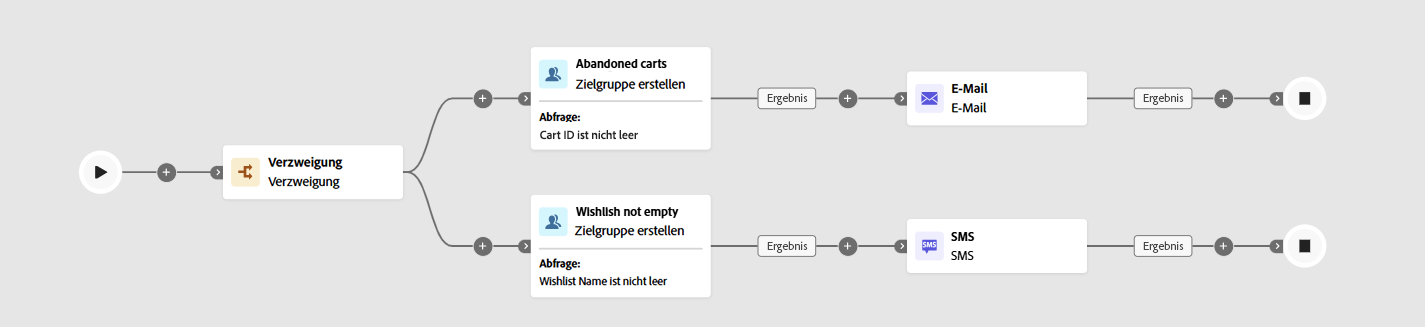 Verzweigung
Verzweigung
Abandoned carts
Zielgruppe erstellen
Abfrage:
Cart ID ist nicht leer
Ergebnis
E-Mail
E-Mail
Ergebnis
Wishlish not empty
Zielgruppe erstellen
Abfrage:
Wishlist Name ist nicht leer
Ergebnis
SMS
SMS
SMS
Ergebnis